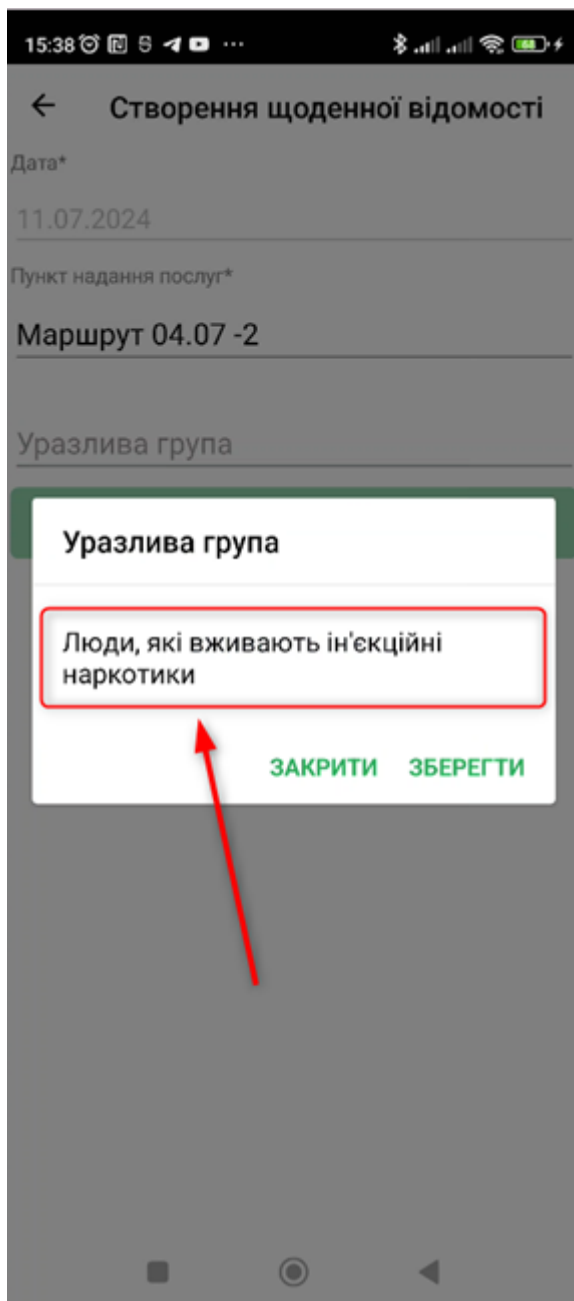 15:38
68
Створення щоденної відомості
Дата*
11.07.2024
Пункт надання послуг*
Маршрут 04.07 -2
Уразлива група
Уразлива група
Люди, які вживають ін'єкційні
наркотики
ЗАКРИТИ ЗБЕРЕГТИ